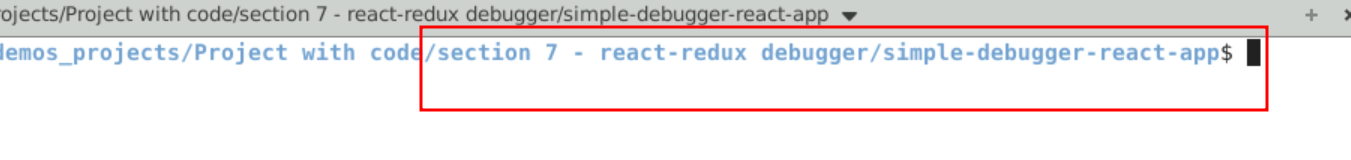 ojects/Project with code/section 7 - react-redux debugger/simple-debugger-react-app
demos_projects/Project with code/section 7 - react-redux debugger/simple-debugger-react-app$